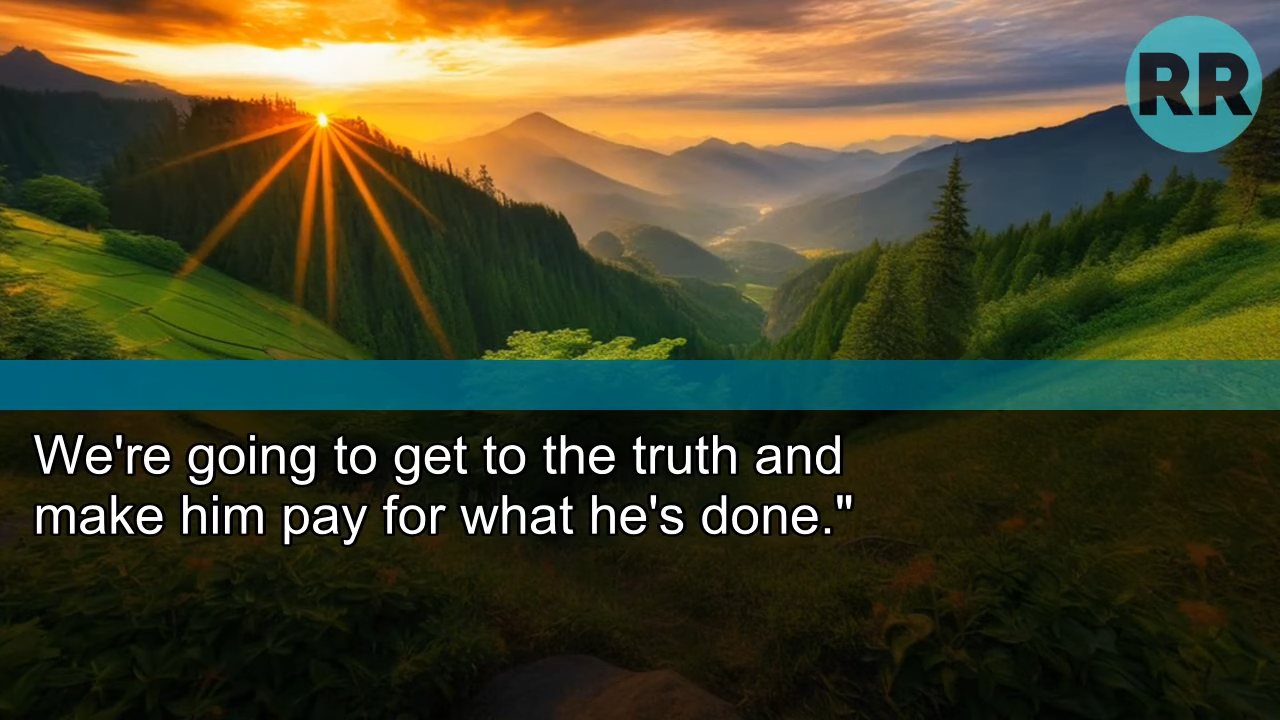 RR
We're going to get to the truth and
make him pay for what he's done."